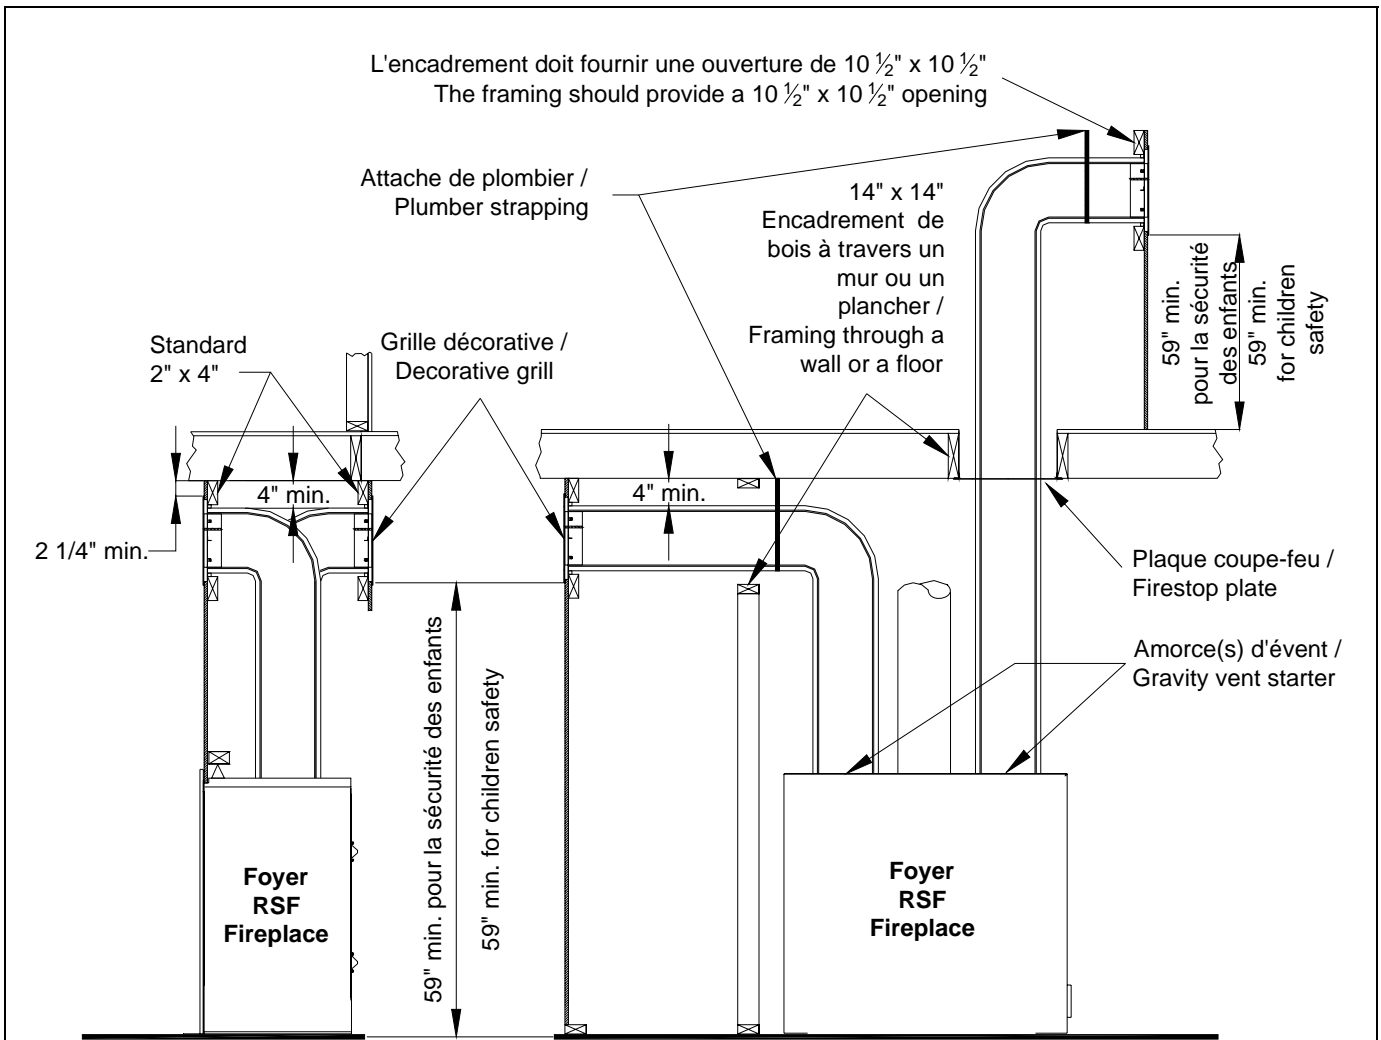 L'encadrement doit fournir une ouverture de 10 ½" x 10 ½"
The framing should provide a 10 ½" x 10 ½" opening
Attache de plombier /
Plumber strapping
14" x 14"
Encadrement de
bois à travers un
mur ou un
plancher /
Framing through a
wall or a floor
59" min.
pour la sécurité
des enfants
59" min.
for children
safety
Standard
2" x 4"
Grille décorative /
Decorative grill
4" min.
4" min.
2 1/4" min.
Plaque coupe-feu /
Firestop plate
Amorce(s) d'évent /
Gravity vent starter
59" min. pour la sécurité des enfants
59" min. for children safety
Foyer
RSF
Fireplace
Foyer
RSF
Fireplace